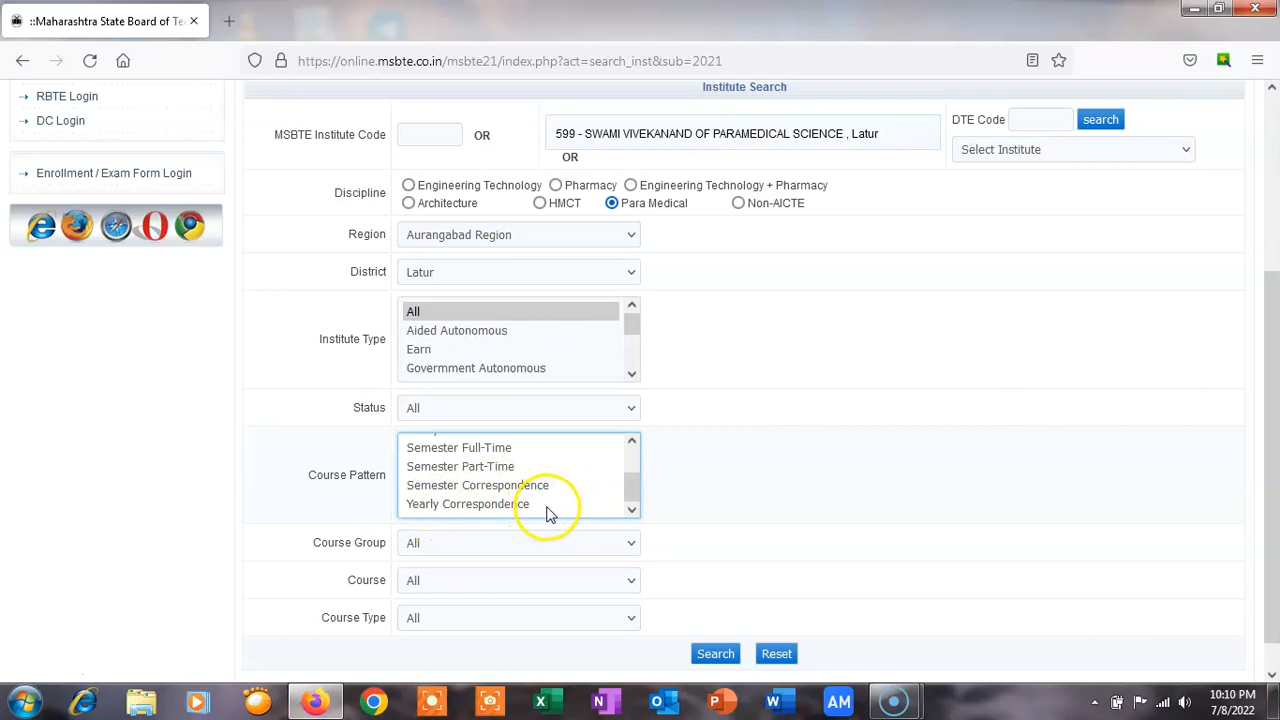 ::Maharashtra State Board of Te
https://online.msbte.co.in/msbte21/index.php?act=search_inst&sub=2021
RBTE Login
DC Login
Enrollment / Exam Form Login
Institute Search
MSBTE Institute Code
OR
599 - SWAMI VIVEKANAND OF PARAMEDICAL SCIENCE , Latur
OR
DTE Code
search
Select Institute
Discipline
Engineering Technology
Pharmacy
Engineering Technology + Pharmacy
Architecture
HMCT
Para Medical
Non-AICTE
Region
Aurangabad Region
District
Latur
Institute Type
All
Aided Autonomous
Earn
Governmment Autonomous
Status
All
Course Pattern
Semester Full-Time
Semester Part-Time
Semester Correspondence
Yearly Correspondence
Course Group
All
Course
All
Course Type
All
Search
Reset
AM
10:10 PM
7/8/2022